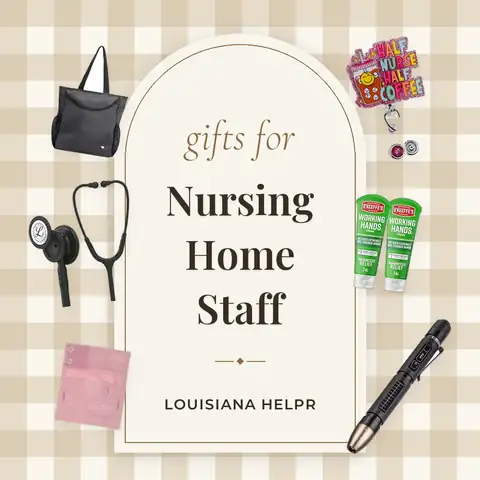 gifts for
Nursing
Home
Staff
LOUISIANA HELPR
HALF
NURSE
HALF
COFFEE
O'KEEFFE'S
WORKING
HANDS
O'KEEFFE'S
WORKING
HANDS